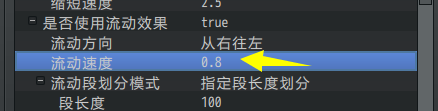 缩短速度 2.5
是否使用流动效果 true
流动方向 从右往左
流动速度 0.8
流动段划分模式 指定段长度划分
段长度 100